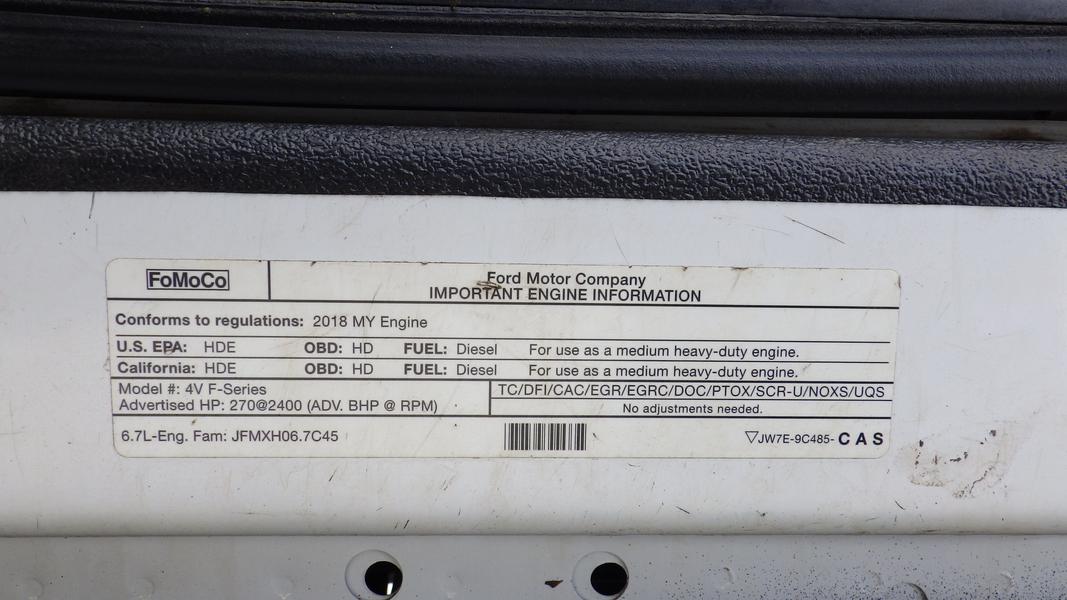 FoMoCo
Ford Motor Company
IMPORTANT ENGINE INFORMATION
Conforms to regulations: 2018 MY Engine
U.S. EPA: HDE OBD: HD FUEL: Diesel For use as a medium heavy-duty engine.
California: HDE OBD: HD FUEL: Diesel For use as a medium heavy-duty engine.
Model #: 4V F-Series
Advertised HP: 270@2400 (ADV. BHP @ RPM)
TC/DFI/CAC/EGR/EGRC/DOC/PTOX/SCR-U/NOXS/UQS
No adjustments needed.
6.7L-Eng. Fam: JFMXH06.7C45
▽JW7E-9C485- CAS